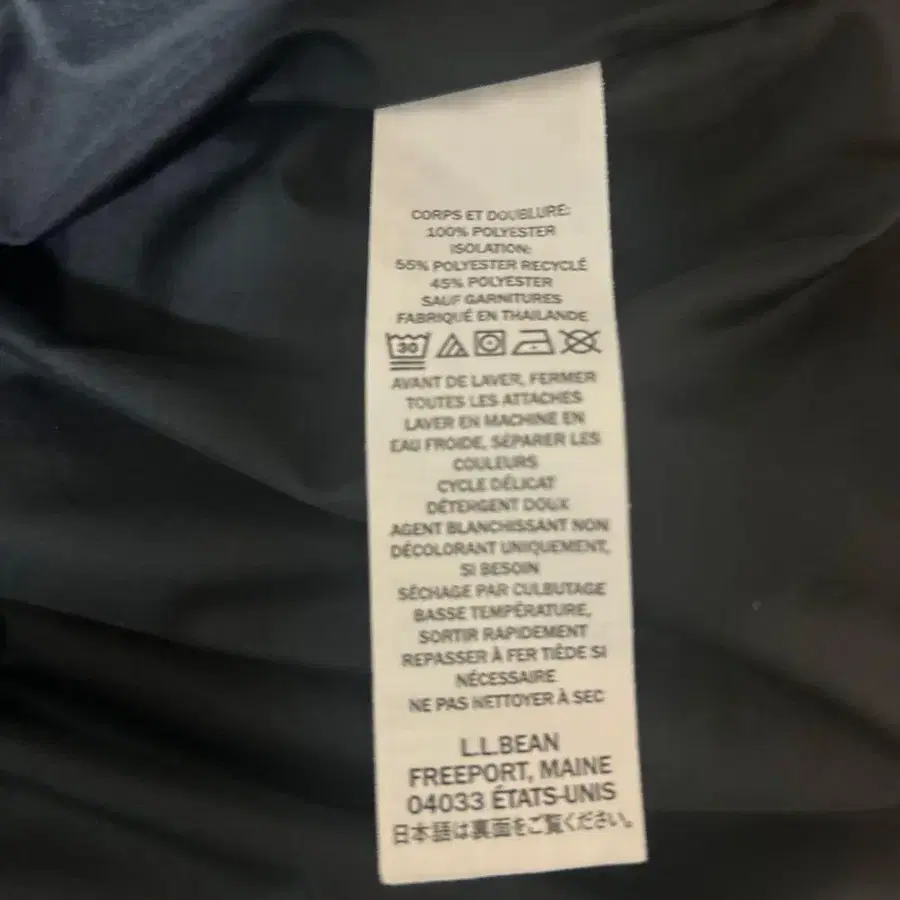 CORPS ET DOUBLURE:
100% POLYESTER
ISOLATION:
55% POLYESTER RECYCLÉ
45% POLYESTER
SAUF GARNITURES
FABRIQUÉ EN THAILANDE
30
AVANT DE LAVER, FERMER
TOUTES LES ATTACHES
LAVER EN MACHINE EN
EAU FROIDE, SÉPARER LES
COULEURS
CYCLE DÉLICAT
DÉTERGENT DOUX
AGENT BLANCHISSANT NON
DÉCOLORANT UNIQUEMENT,
SI BESOIN
SÉCHAGE PAR CULBUTAGE
BASSE TEMPÉRATURE,
SORTIR RAPIDEMENT
REPASSER À FER TIÈDE SI
NÉCESSAIRE
NE PAS NETTOYER À SEC
L.L.BEAN
FREEPORT, MAINE
04033 ÉTATS-UNIS
日本語は裏面をご覧ください。